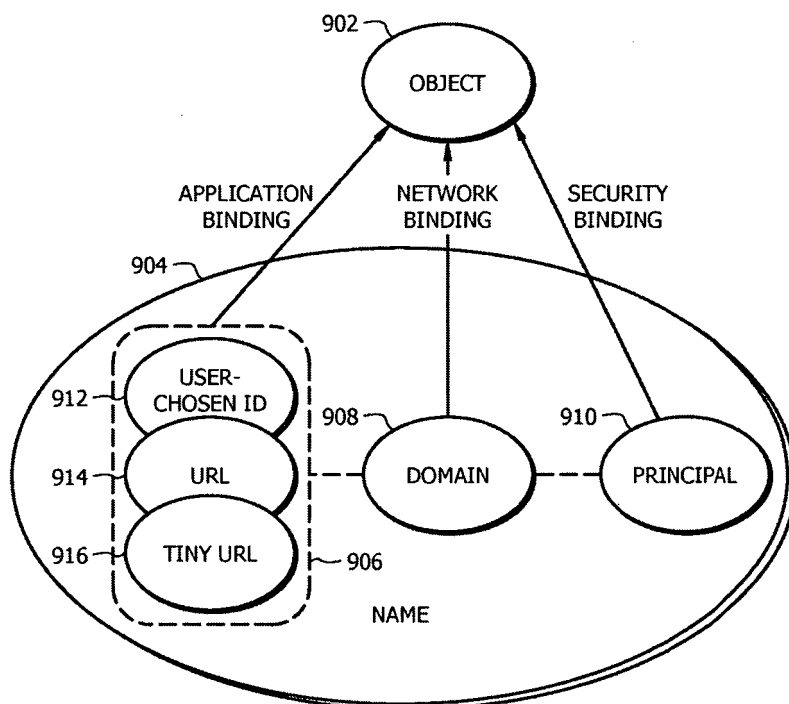 902
OBJECT
APPLICATION
BINDING
NETWORK
BINDING
SECURITY
BINDING
904
912
USER-
CHOSEN ID
914
URL
916
TINY URL
906
908
DOMAIN
910
PRINCIPAL
NAME